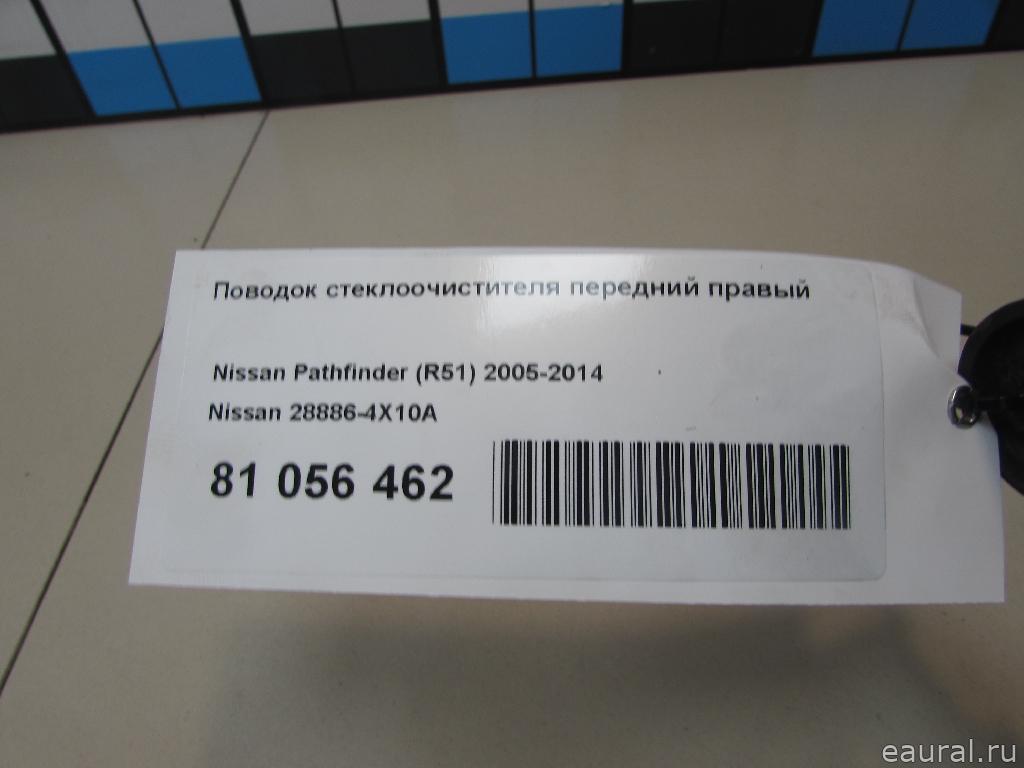 Поводок стеклоочистителя передний правый
Nissan Pathfinder (R51) 2005-2014
Nissan 28886-4X10A
81 056 462
eaural.ru